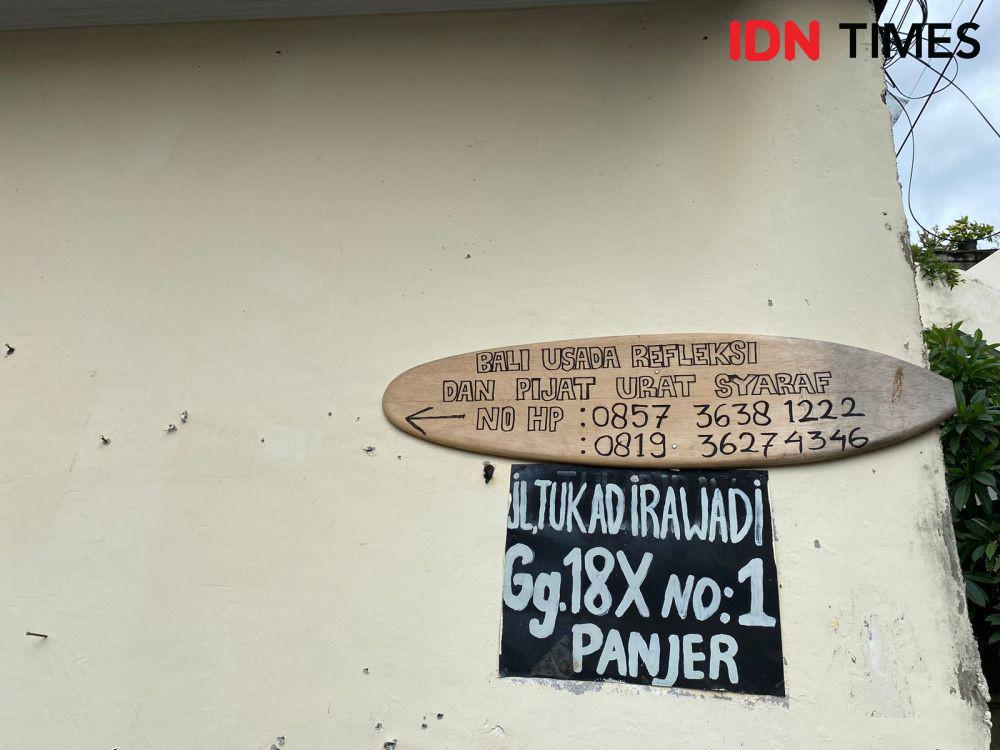 IDN TIMES
BALI USADA REFLEKSI
DAN PIJAT URAT SYARAF
← NO HP : 0857 3638 1222
: 0819 36274346
JL, TUKAD IRAWADI
Gg. 18X NO: 1
PANJER